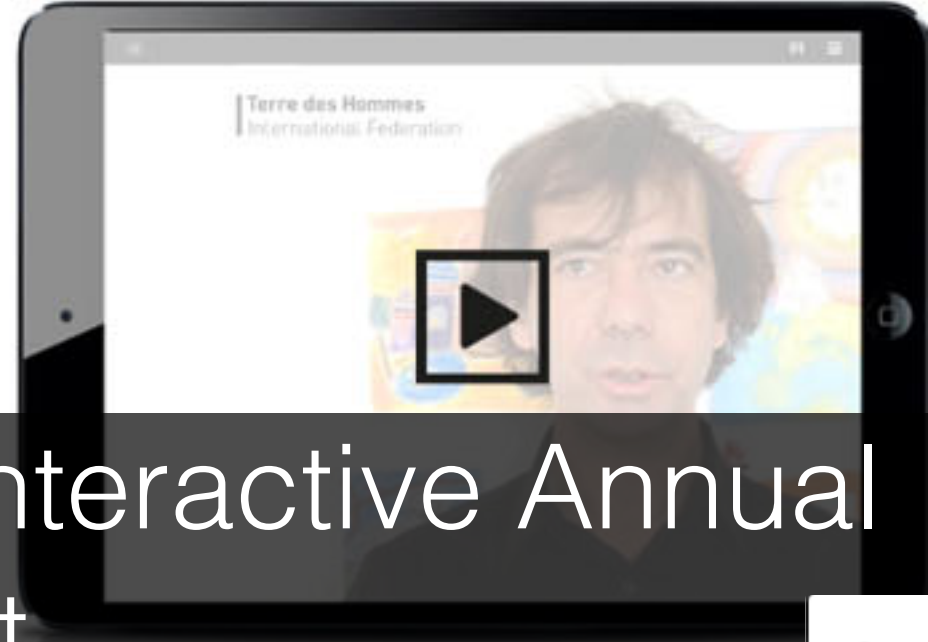 Terre des Hommes
International Federation
nteractive Annual
t